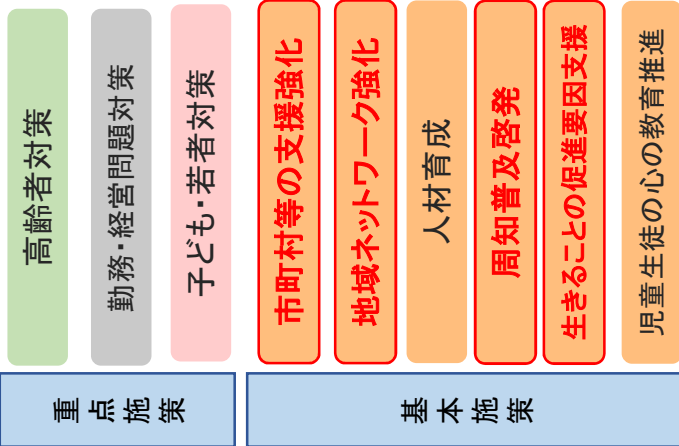 高齢者対策
勤務・経営問題対策
子ども・若者対策
市町村等の支援強化
地域ネットワーク強化
人材育成
周知普及啓発
生きることの促進要因支援
児童生徒の心の教育推進
重点施策
基本施策